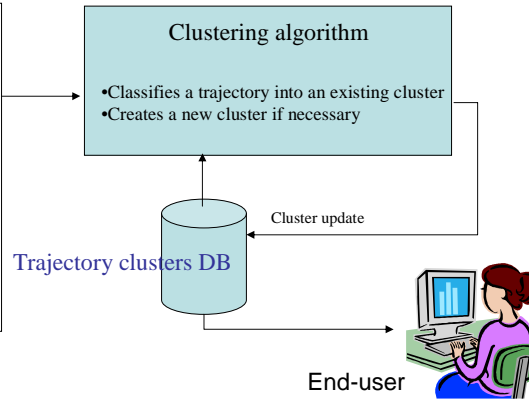 Clustering algorithm
•Classifies a trajectory into an existing cluster
•Creates a new cluster if necessary
Cluster update
Trajectory clusters DB
End-user